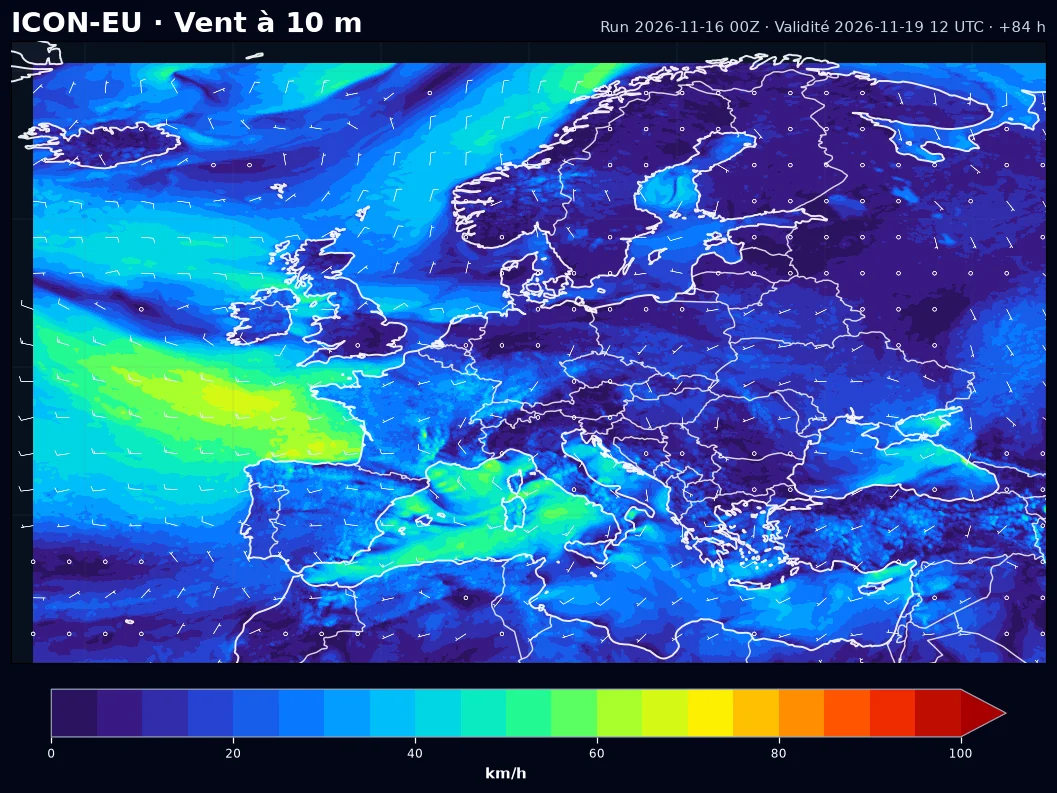 ICON-EU · Vent à 10 m
Run 2026-11-16 00Z · Validité 2026-11-19 12 UTC · +84 h
0 20 40 60 80 100
km/h